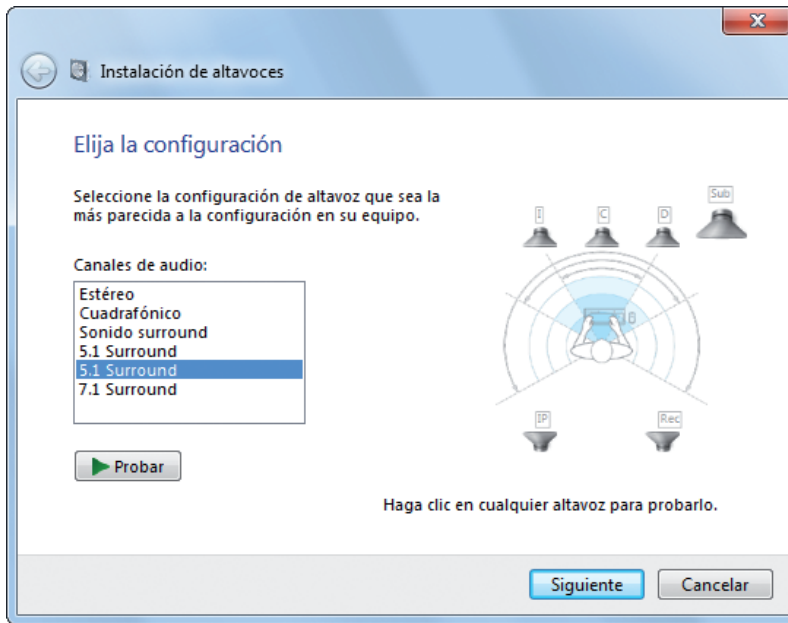 Instalación de altavoces
Elija la configuración
Seleccione la configuración de altavoz que sea la
más parecida a la configuración en su equipo.
Canales de audio:
Estéreo
Cuadrafónico
Sonido surround
5.1 Surround
5.1 Surround
7.1 Surround
Probar
I
C
D
Sub
IP
Rec
Haga clic en cualquier altavoz para probarlo.
Siguiente
Cancelar